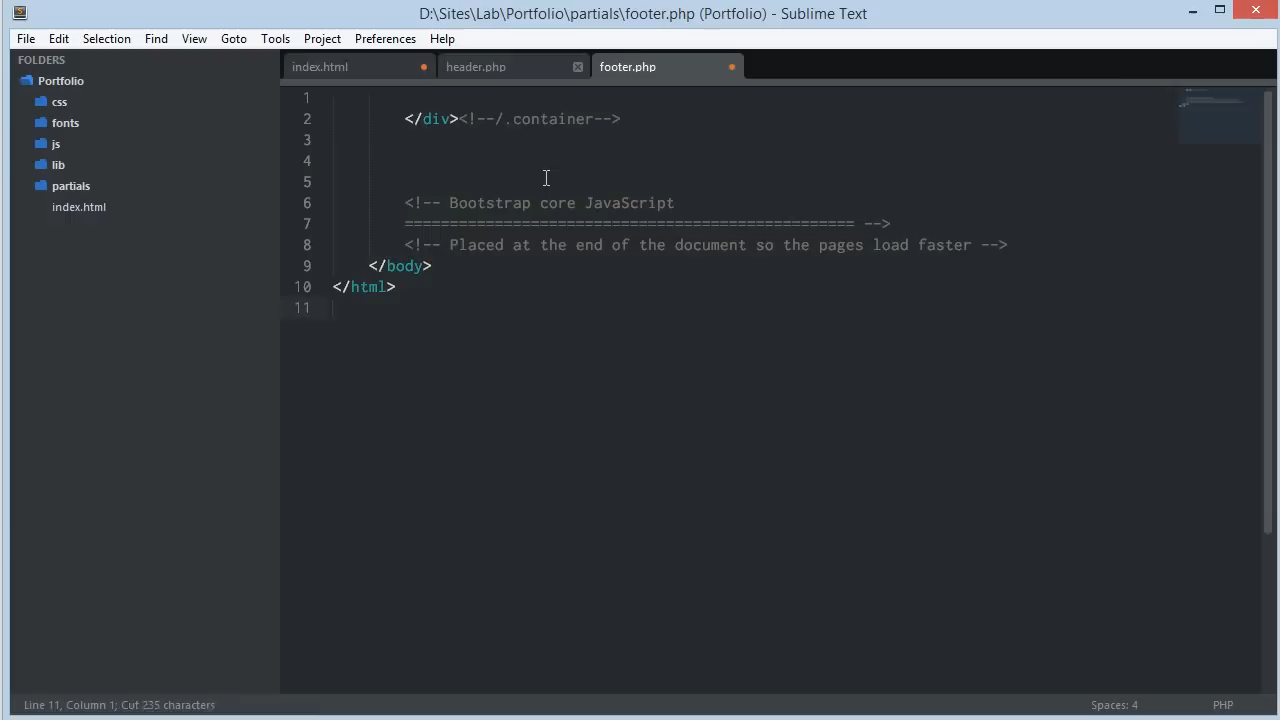 D:\Sites\Lab\Portfolio\partials\footer.php (Portfolio) - Sublime Text
File Edit Selection Find View Goto Tools Project Preferences Help
FOLDERS
Portfolio
css
fonts
js
lib
partials
index.html
index.html header.php footer.php
1
2 </div><!--/.container-->
3
4
5
6 <!-- Bootstrap core JavaScript
7 ================================================== -->
8 <!-- Placed at the end of the document so the pages load faster -->
9 </body>
10 </html>
11
Line 11, Column 1; Cut 235 characters Spaces: 4 PHP